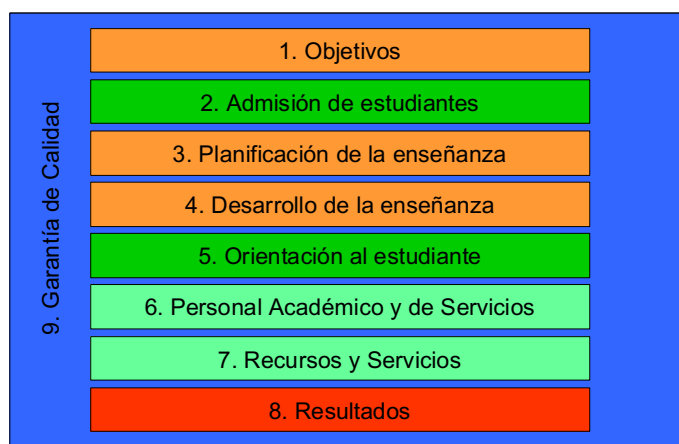 1. Objetivos
2. Admisión de estudiantes
3. Planificación de la enseñanza
4. Desarrollo de la enseñanza
5. Orientación al estudiante
6. Personal Académico y de Servicios
7. Recursos y Servicios
8. Resultados
9. Garantía de Calidad